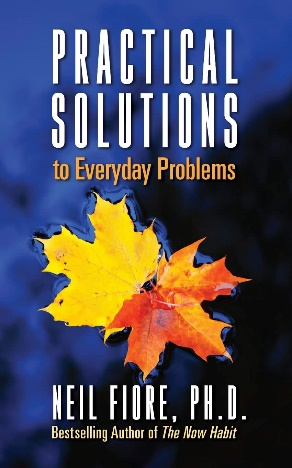 PRACTICAL
SOLUTIONS
to Everyday Problems
NEIL FIORE, PH.D.
Bestselling Author of The Now Habit